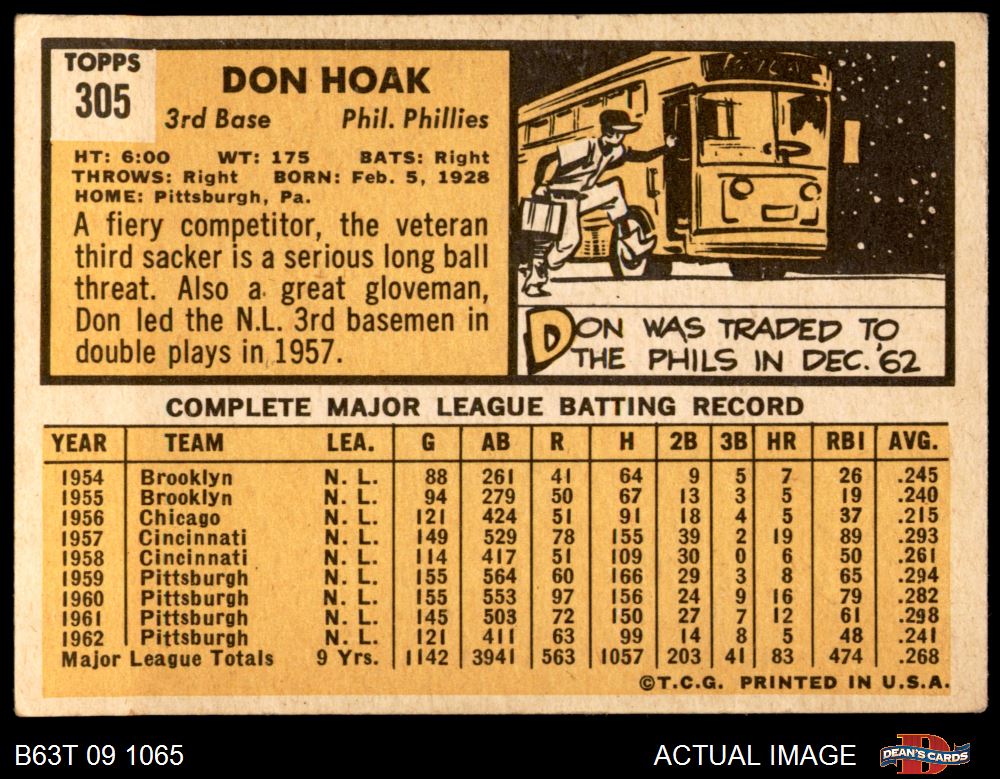 TOPPS
305
DON HOAK
3rd Base Phil. Phillies
HT: 6:00 WT: 175 BATS: Right
THROWS: Right BORN: Feb. 5, 1928
HOME: Pittsburgh, Pa.
A fiery competitor, the veteran
third sacker is a serious long ball
threat. Also a great gloveman,
Don led the N.L. 3rd basemen in
double plays in 1957.
DON WAS TRADED TO
THE PHILS IN DEC. '62
COMPLETE MAJOR LEAGUE BATTING RECORD
YEAR TEAM LEA. G AB R H 2B 3B HR RBI AVG.
1954 Brooklyn N. L. 88 261 41 64 9 5 7 26 .245
1955 Brooklyn N. L. 94 279 50 67 13 3 5 19 .240
1956 Chicago N. L. 121 424 51 91 18 4 5 37 .215
1957 Cincinnati N. L. 149 529 78 155 39 2 19 89 .293
1958 Cincinnati N. L. 114 417 51 109 30 0 6 50 .261
1959 Pittsburgh N. L. 155 564 60 166 29 3 8 65 .294
1960 Pittsburgh N. L. 155 553 97 156 24 9 16 79 .282
1961 Pittsburgh N. L. 145 503 72 150 27 7 12 61 .298
1962 Pittsburgh N. L. 121 411 63 99 14 8 5 48 .241
Major League Totals 9 Yrs. 1142 3941 563 1057 203 41 83 474 .268
©T.C.G. PRINTED IN U.S.A.
B63T 09 1065 ACTUAL IMAGE DEAN'S CARDS